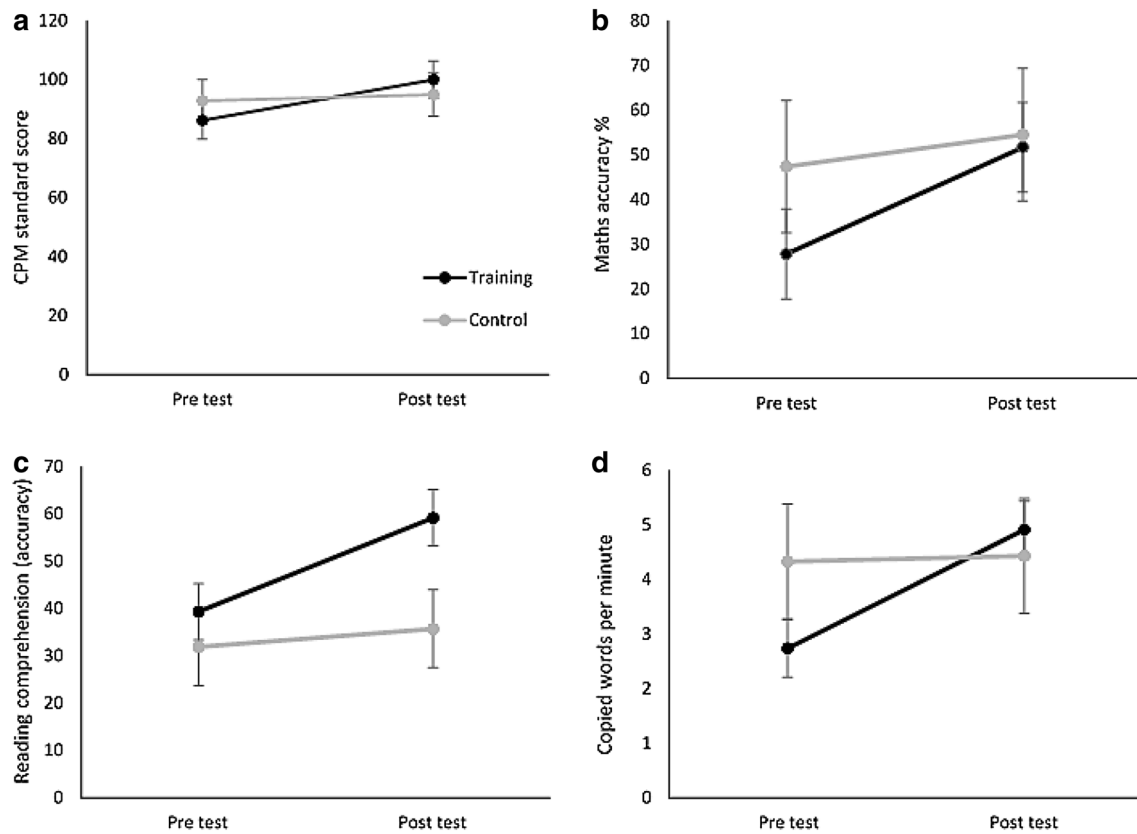 a
120
100
80
60
40
20
0
CPM standard score
Training
Control
Pre test
Post test
b
80
70
60
50
40
30
20
10
0
Maths accuracy %
Pre test
Post test
c
70
60
50
40
30
20
10
0
Reading comprehension (accuracy)
Pre test
Post test
d
6
5
4
3
2
1
0
Copied words per minute
Pre test
Post test